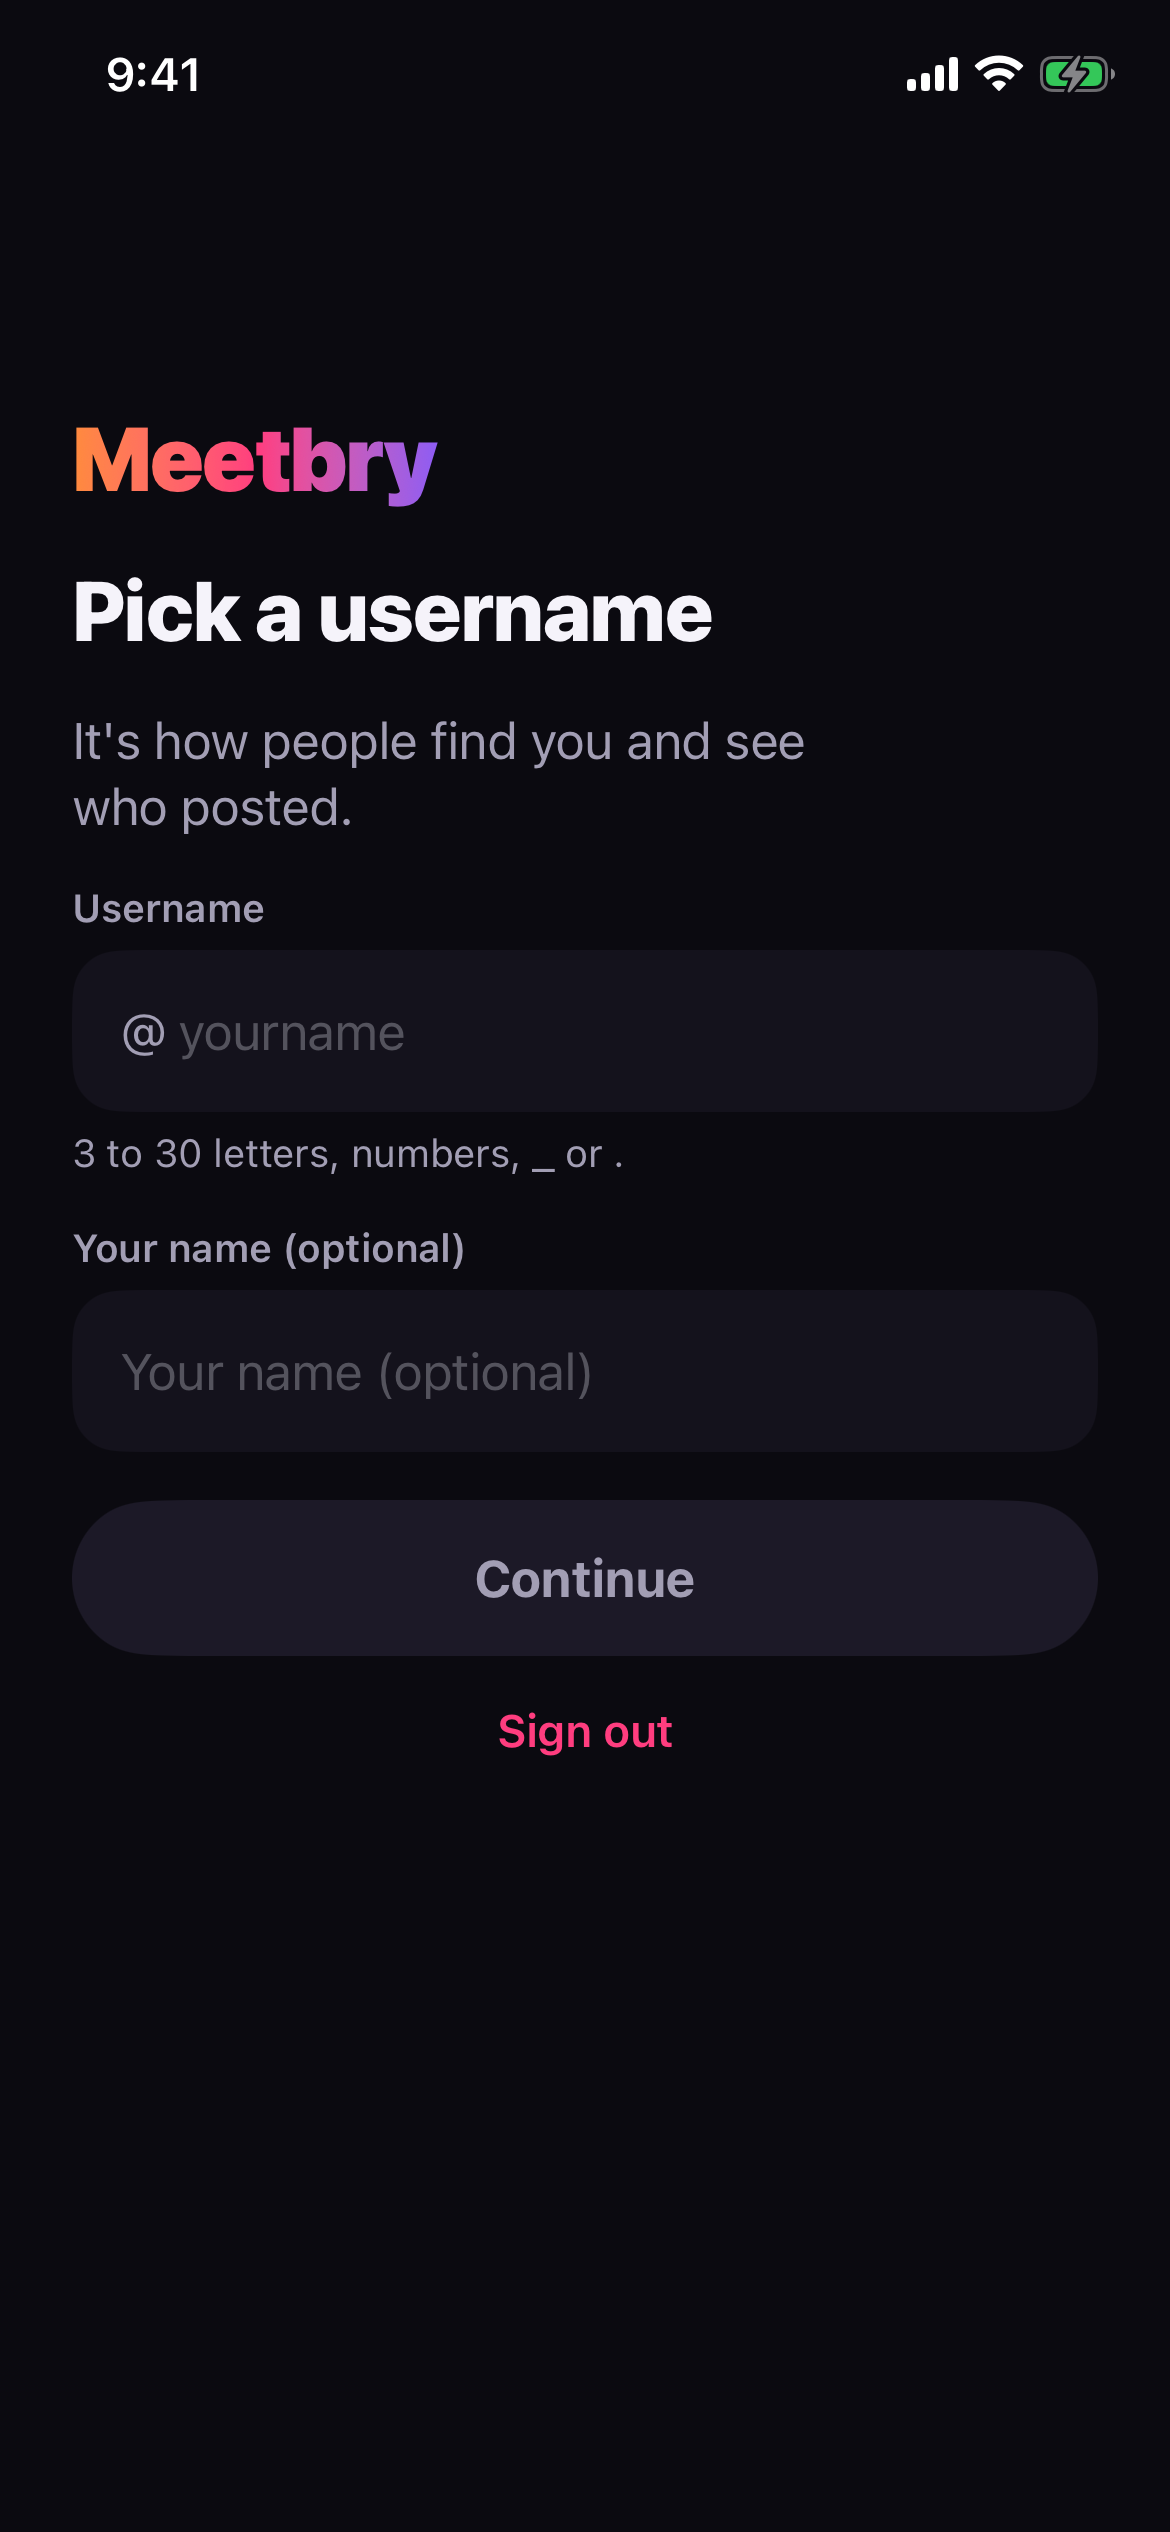 9:41
Meetbry
Pick a username
It's how people find you and see
who posted.
Username
@ yourname
3 to 30 letters, numbers, _ or .
Your name (optional)
Your name (optional)
Continue
Sign out